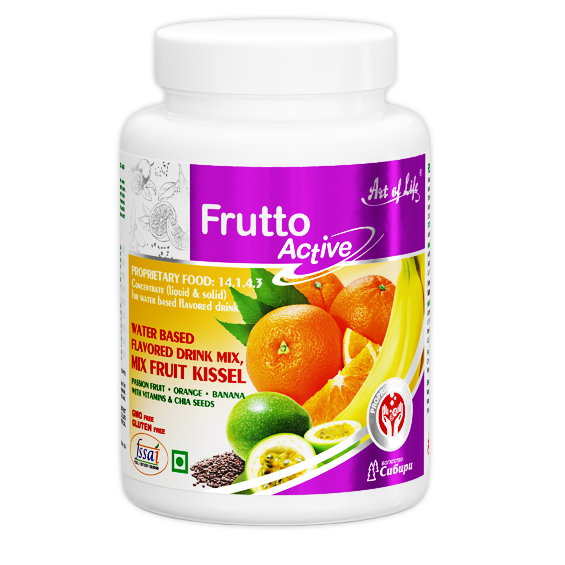 Art of Life®
Frutto
Active
PROPRIETARY FOOD: 14.1.4.3
CONCENTRATE (liquid & solid)
for water based flavored drink
WATER BASED
FLAVORED DRINK MIX,
MIX FRUIT KISSEL
PASSION FRUIT • ORANGE • BANANA
WITH VITAMINS & CHIA SEEDS
GMO FREE
GLUTEN FREE
fssai
БОГАТСТВО
Сибири